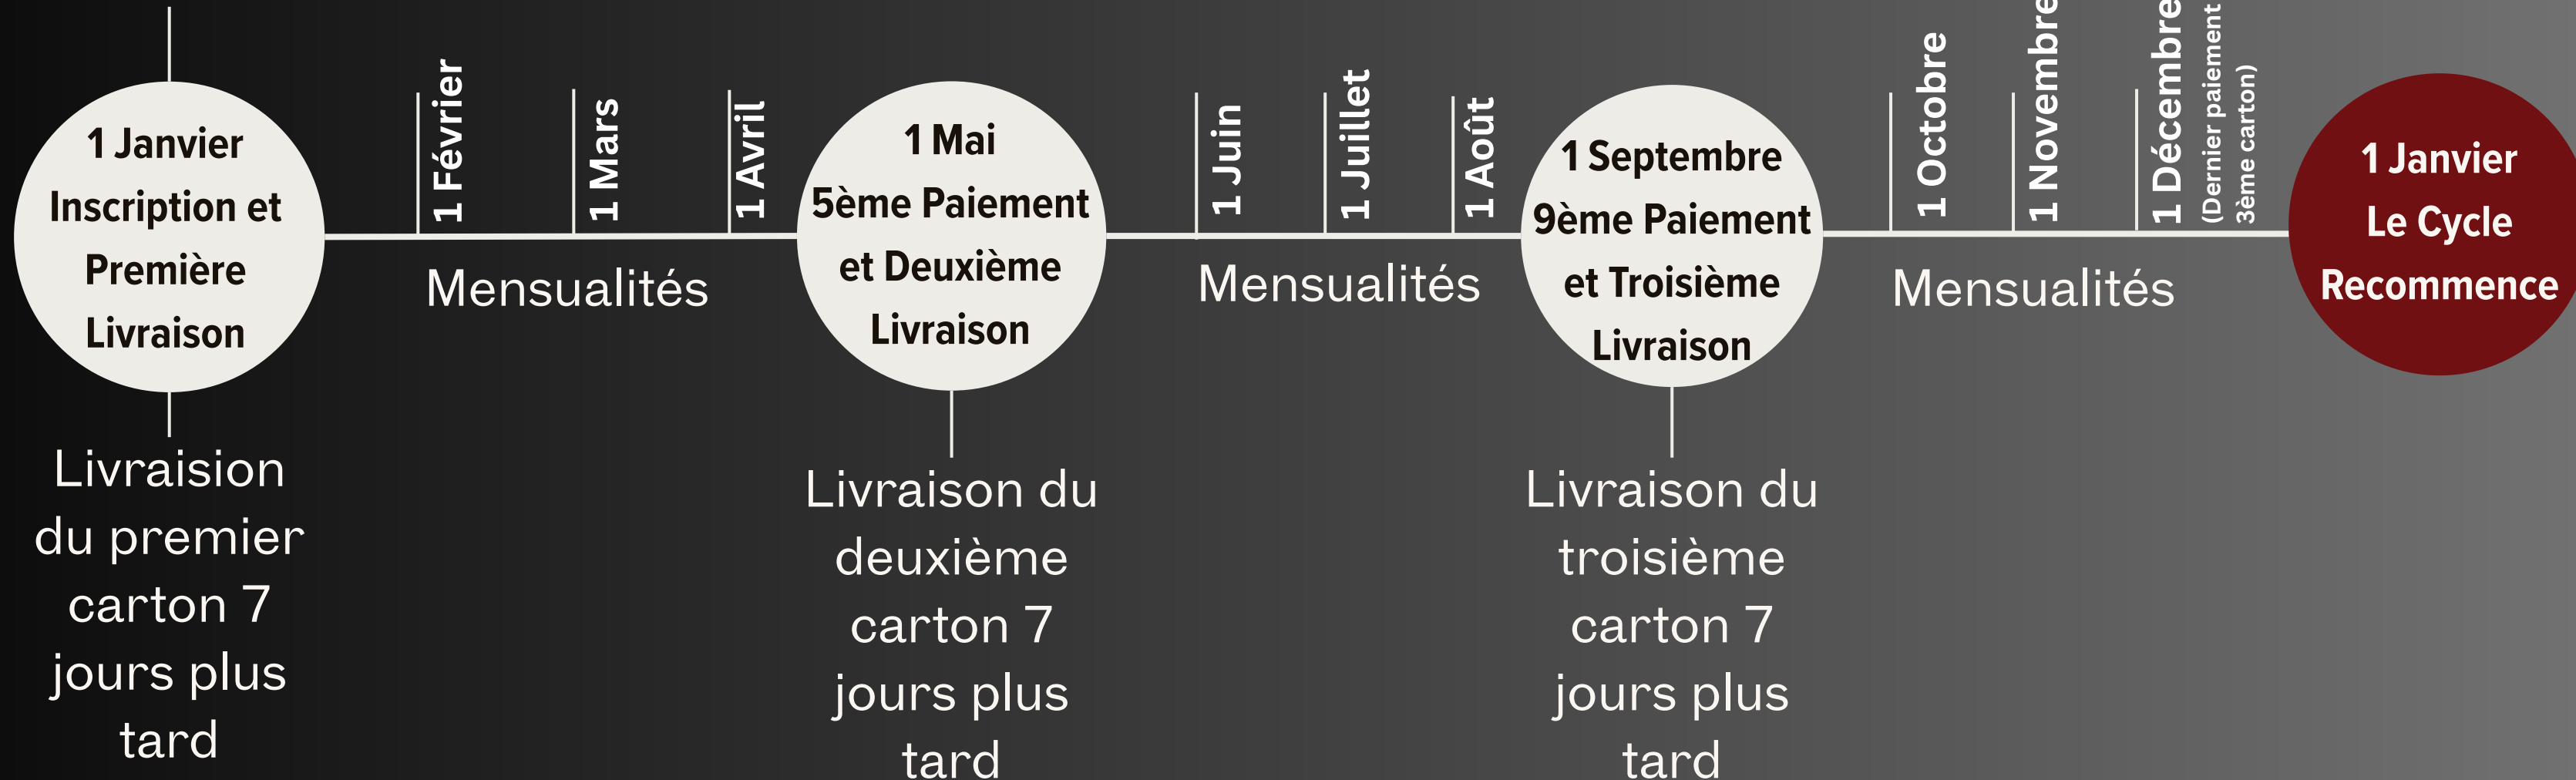 1 Janvier
Inscription et
Première
Livraison
1 Février
1 Mars
1 Avril
Mensualités
1 Mai
5ème Paiement
et Deuxième
Livraison
1 Juin
1 Juillet
1 Août
Mensualités
1 Septembre
9ème Paiement
et Troisième
Livraison
1 Octobre
1 Novembre
1 Décembre
(Dernier paiement
3ème carton)
Mensualités
1 Janvier
Le Cycle
Recommence
Livraision
du premier
carton 7
jours plus
tard
Livraison du
deuxième
carton 7
jours plus
tard
Livraison du
troisième
carton 7
jours plus
tard